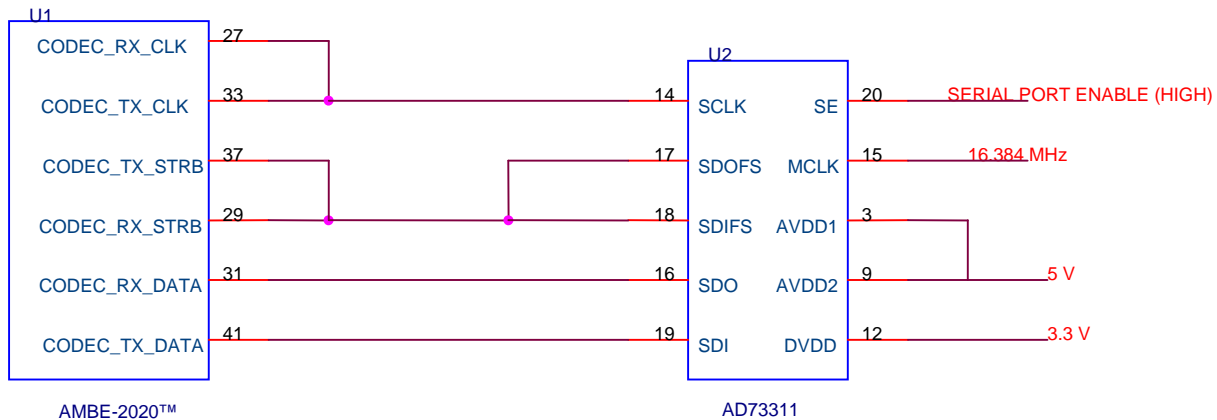 U1
CODEC_RX_CLK 27
CODEC_TX_CLK 33
CODEC_TX_STRB 37
CODEC_RX_STRB 29
CODEC_RX_DATA 31
CODEC_TX_DATA 41
AMBE-2020™
U2
14 SCLK SE 20 SERIAL PORT ENABLE (HIGH)
17 SDOFS MCLK 15 16.384 MHz
18 SDIFS AVDD1 3
16 SDO AVDD2 9 5 V
19 SDI DVDD 12 3.3 V
AD73311